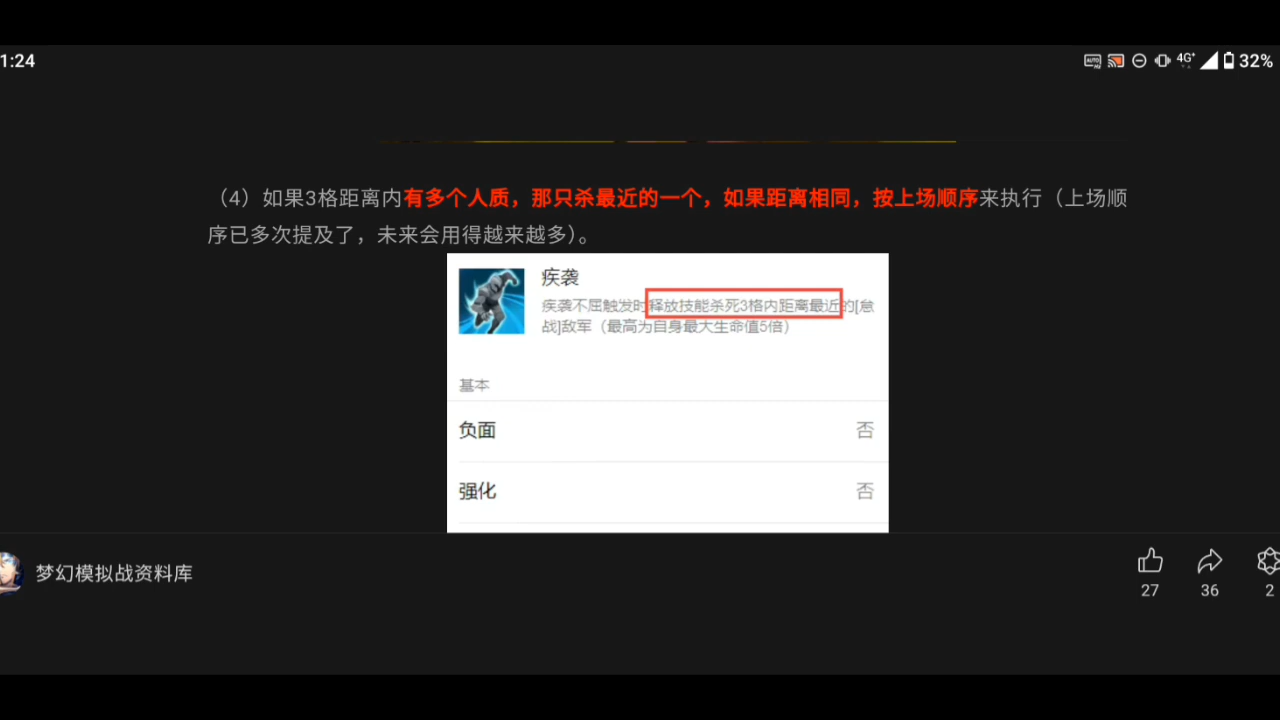 1:24
4G+
32%
（4）如果3格距离内有多个人质，那只杀最近的一个，如果距离相同，按上场顺序来执行（上场顺
序已多次提及了，未来会用得越来越多）。
疾袭
疾袭不屈触发时释放技能杀死3格内距离最近的[怠
战]敌军（最高为自身最大生命值5倍）
基本
负面
否
强化
否
梦幻模拟战资料库
27
36
2